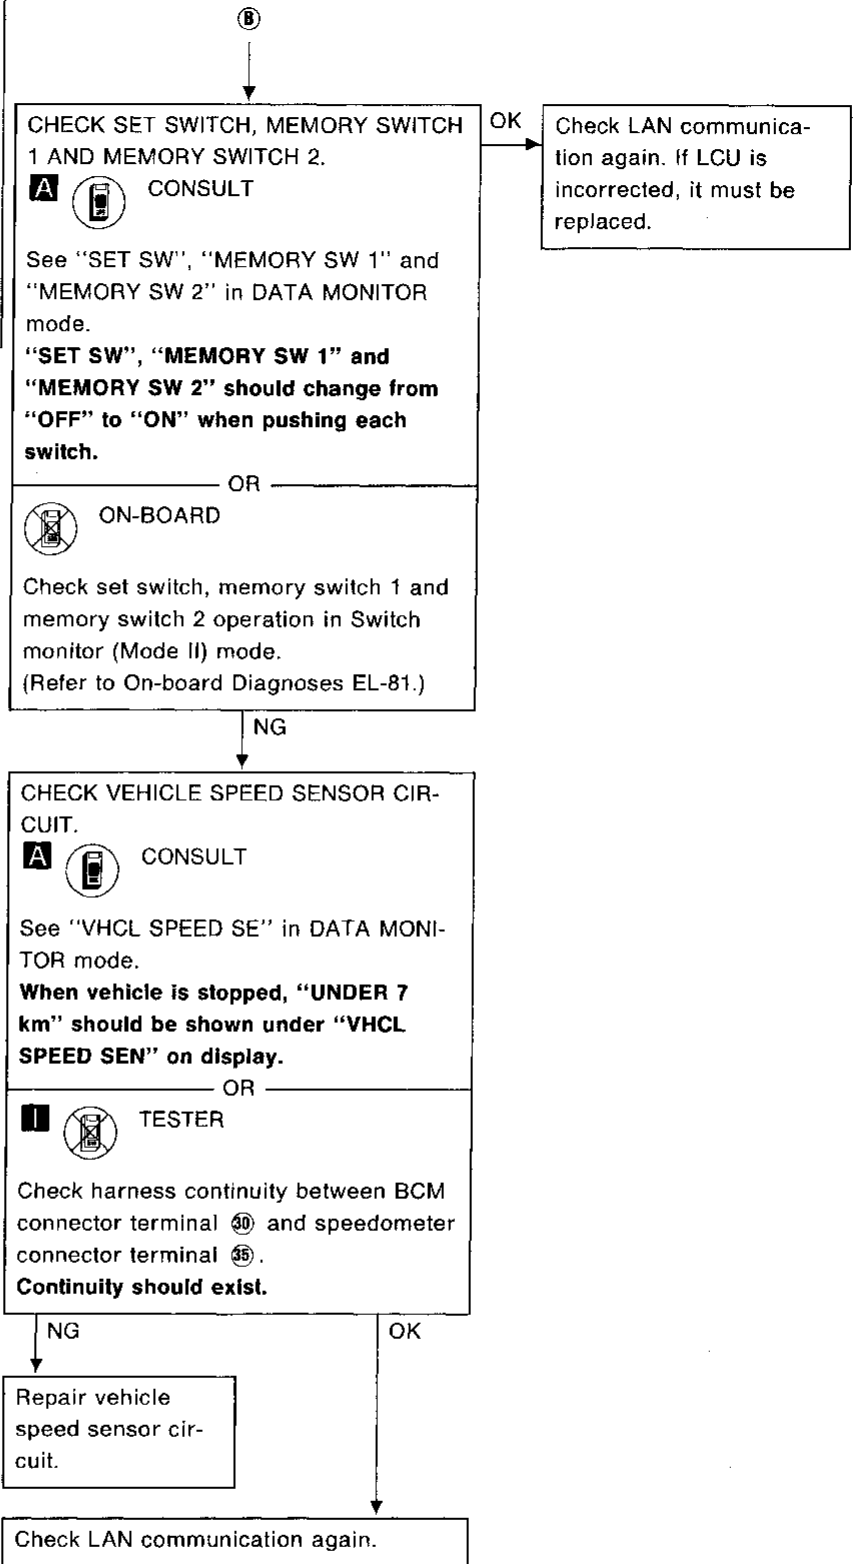 B
CHECK SET SWITCH, MEMORY SWITCH
1 AND MEMORY SWITCH 2.
A CONSULT
See "SET SW", "MEMORY SW 1" and
"MEMORY SW 2" in DATA MONITOR
mode.
"SET SW", "MEMORY SW 1" and
"MEMORY SW 2" should change from
"OFF" to "ON" when pushing each
switch.
OR
ON-BOARD
Check set switch, memory switch 1 and
memory switch 2 operation in Switch
monitor (Mode II) mode.
(Refer to On-board Diagnoses EL-81.)
OK
Check LAN communica-
tion again. If LCU is
incorrected, it must be
replaced.
NG
CHECK VEHICLE SPEED SENSOR CIR-
CUIT.
A CONSULT
See "VHCL SPEED SE" in DATA MONI-
TOR mode.
When vehicle is stopped, "UNDER 7
km" should be shown under "VHCL
SPEED SEN" on display.
OR
I TESTER
Check harness continuity between BCM
connector terminal 30 and speedometer
connector terminal 35.
Continuity should exist.
NG
OK
Repair vehicle
speed sensor cir-
cuit.
Check LAN communication again.